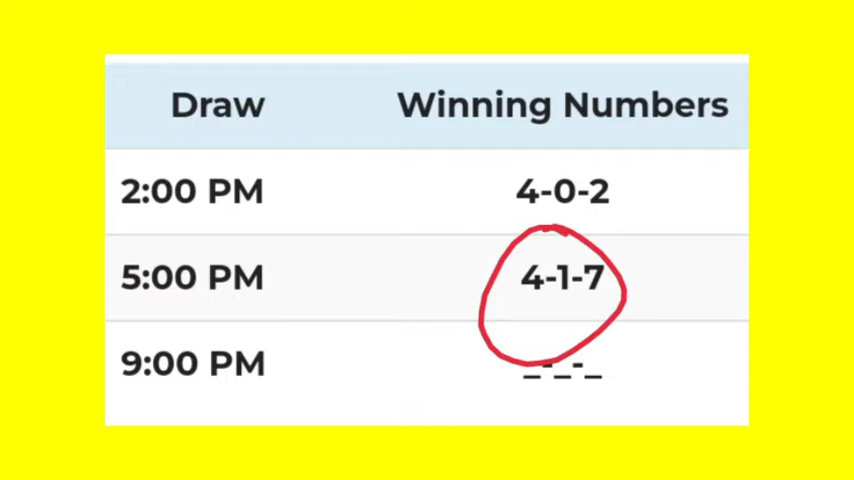 Draw Winning Numbers
2:00 PM 4-0-2
5:00 PM 4-1-7
9:00 PM _-_-_